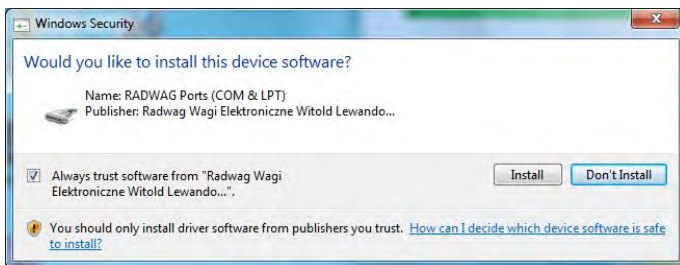 Windows Security
Would you like to install this device software?
Name: RADWAG Ports (COM & LPT)
Publisher: Radwag Wagi Elektroniczne Witold Lewando...
Always trust software from "Radwag Wagi
Elektroniczne Witold Lewando...".
Install
Don't Install
You should only install driver software from publishers you trust. How can I decide which device software is safe
to install?